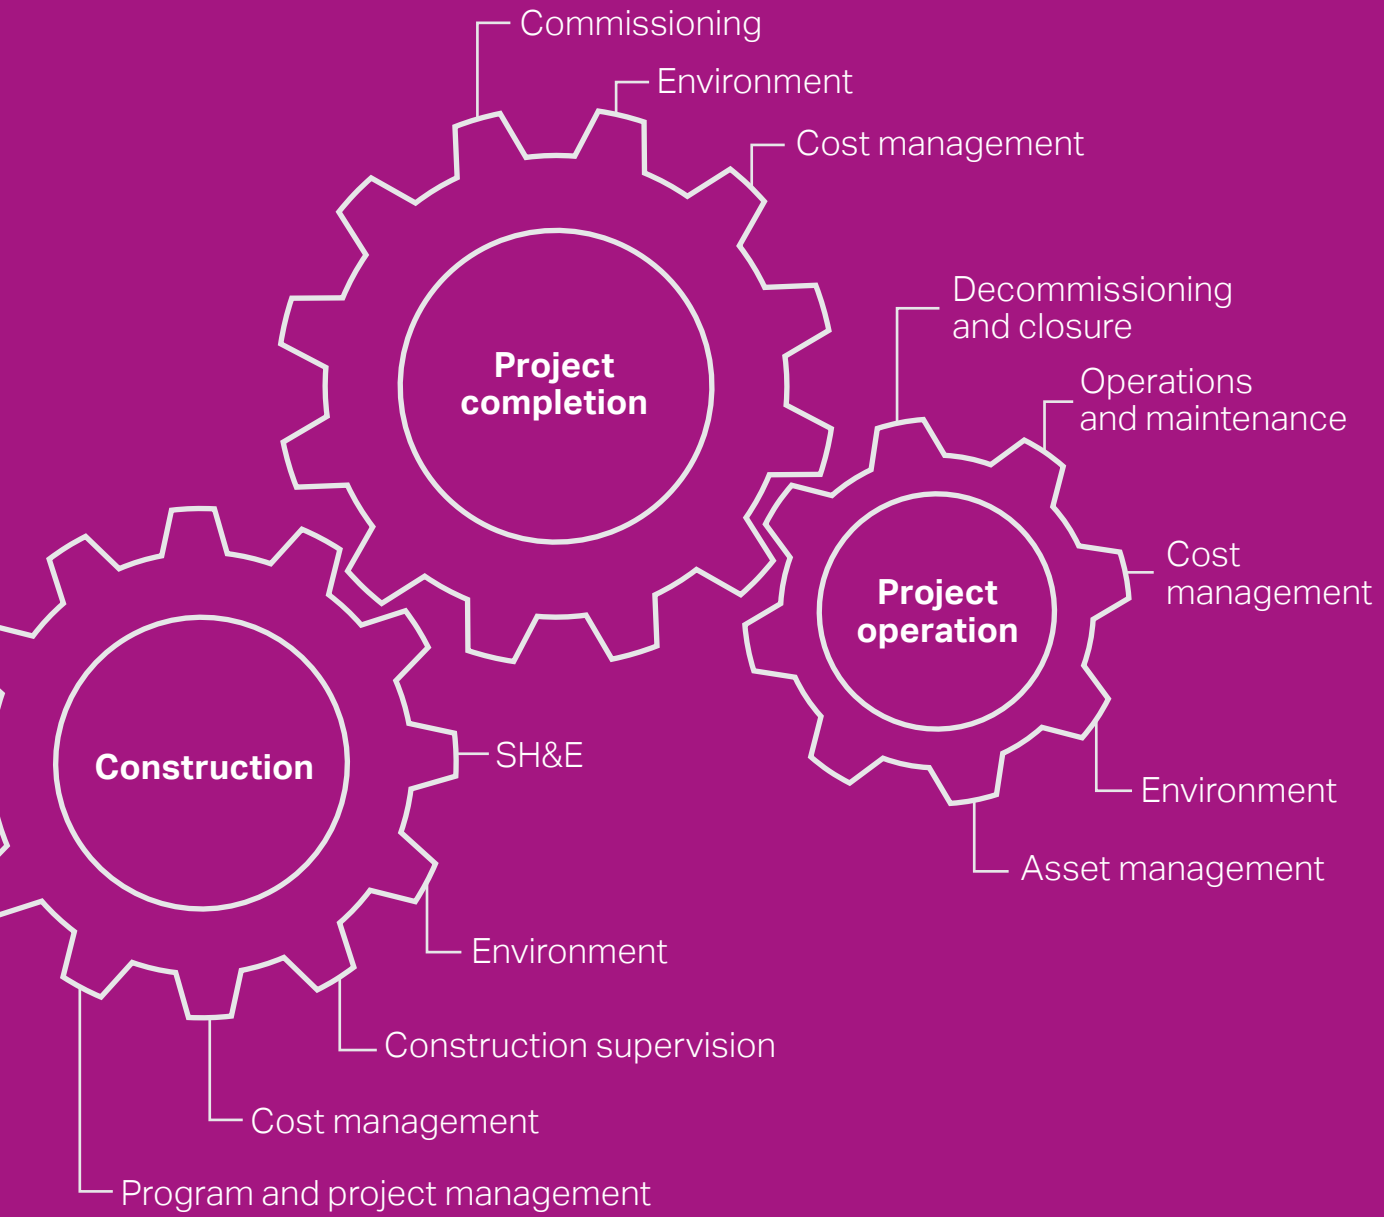 Commissioning
Environment
Cost management
Project
completion
Decommissioning
and closure
Operations
and maintenance
Cost
management
Project
operation
Environment
Asset management
Construction
SH&E
Environment
Construction supervision
Cost management
Program and project management